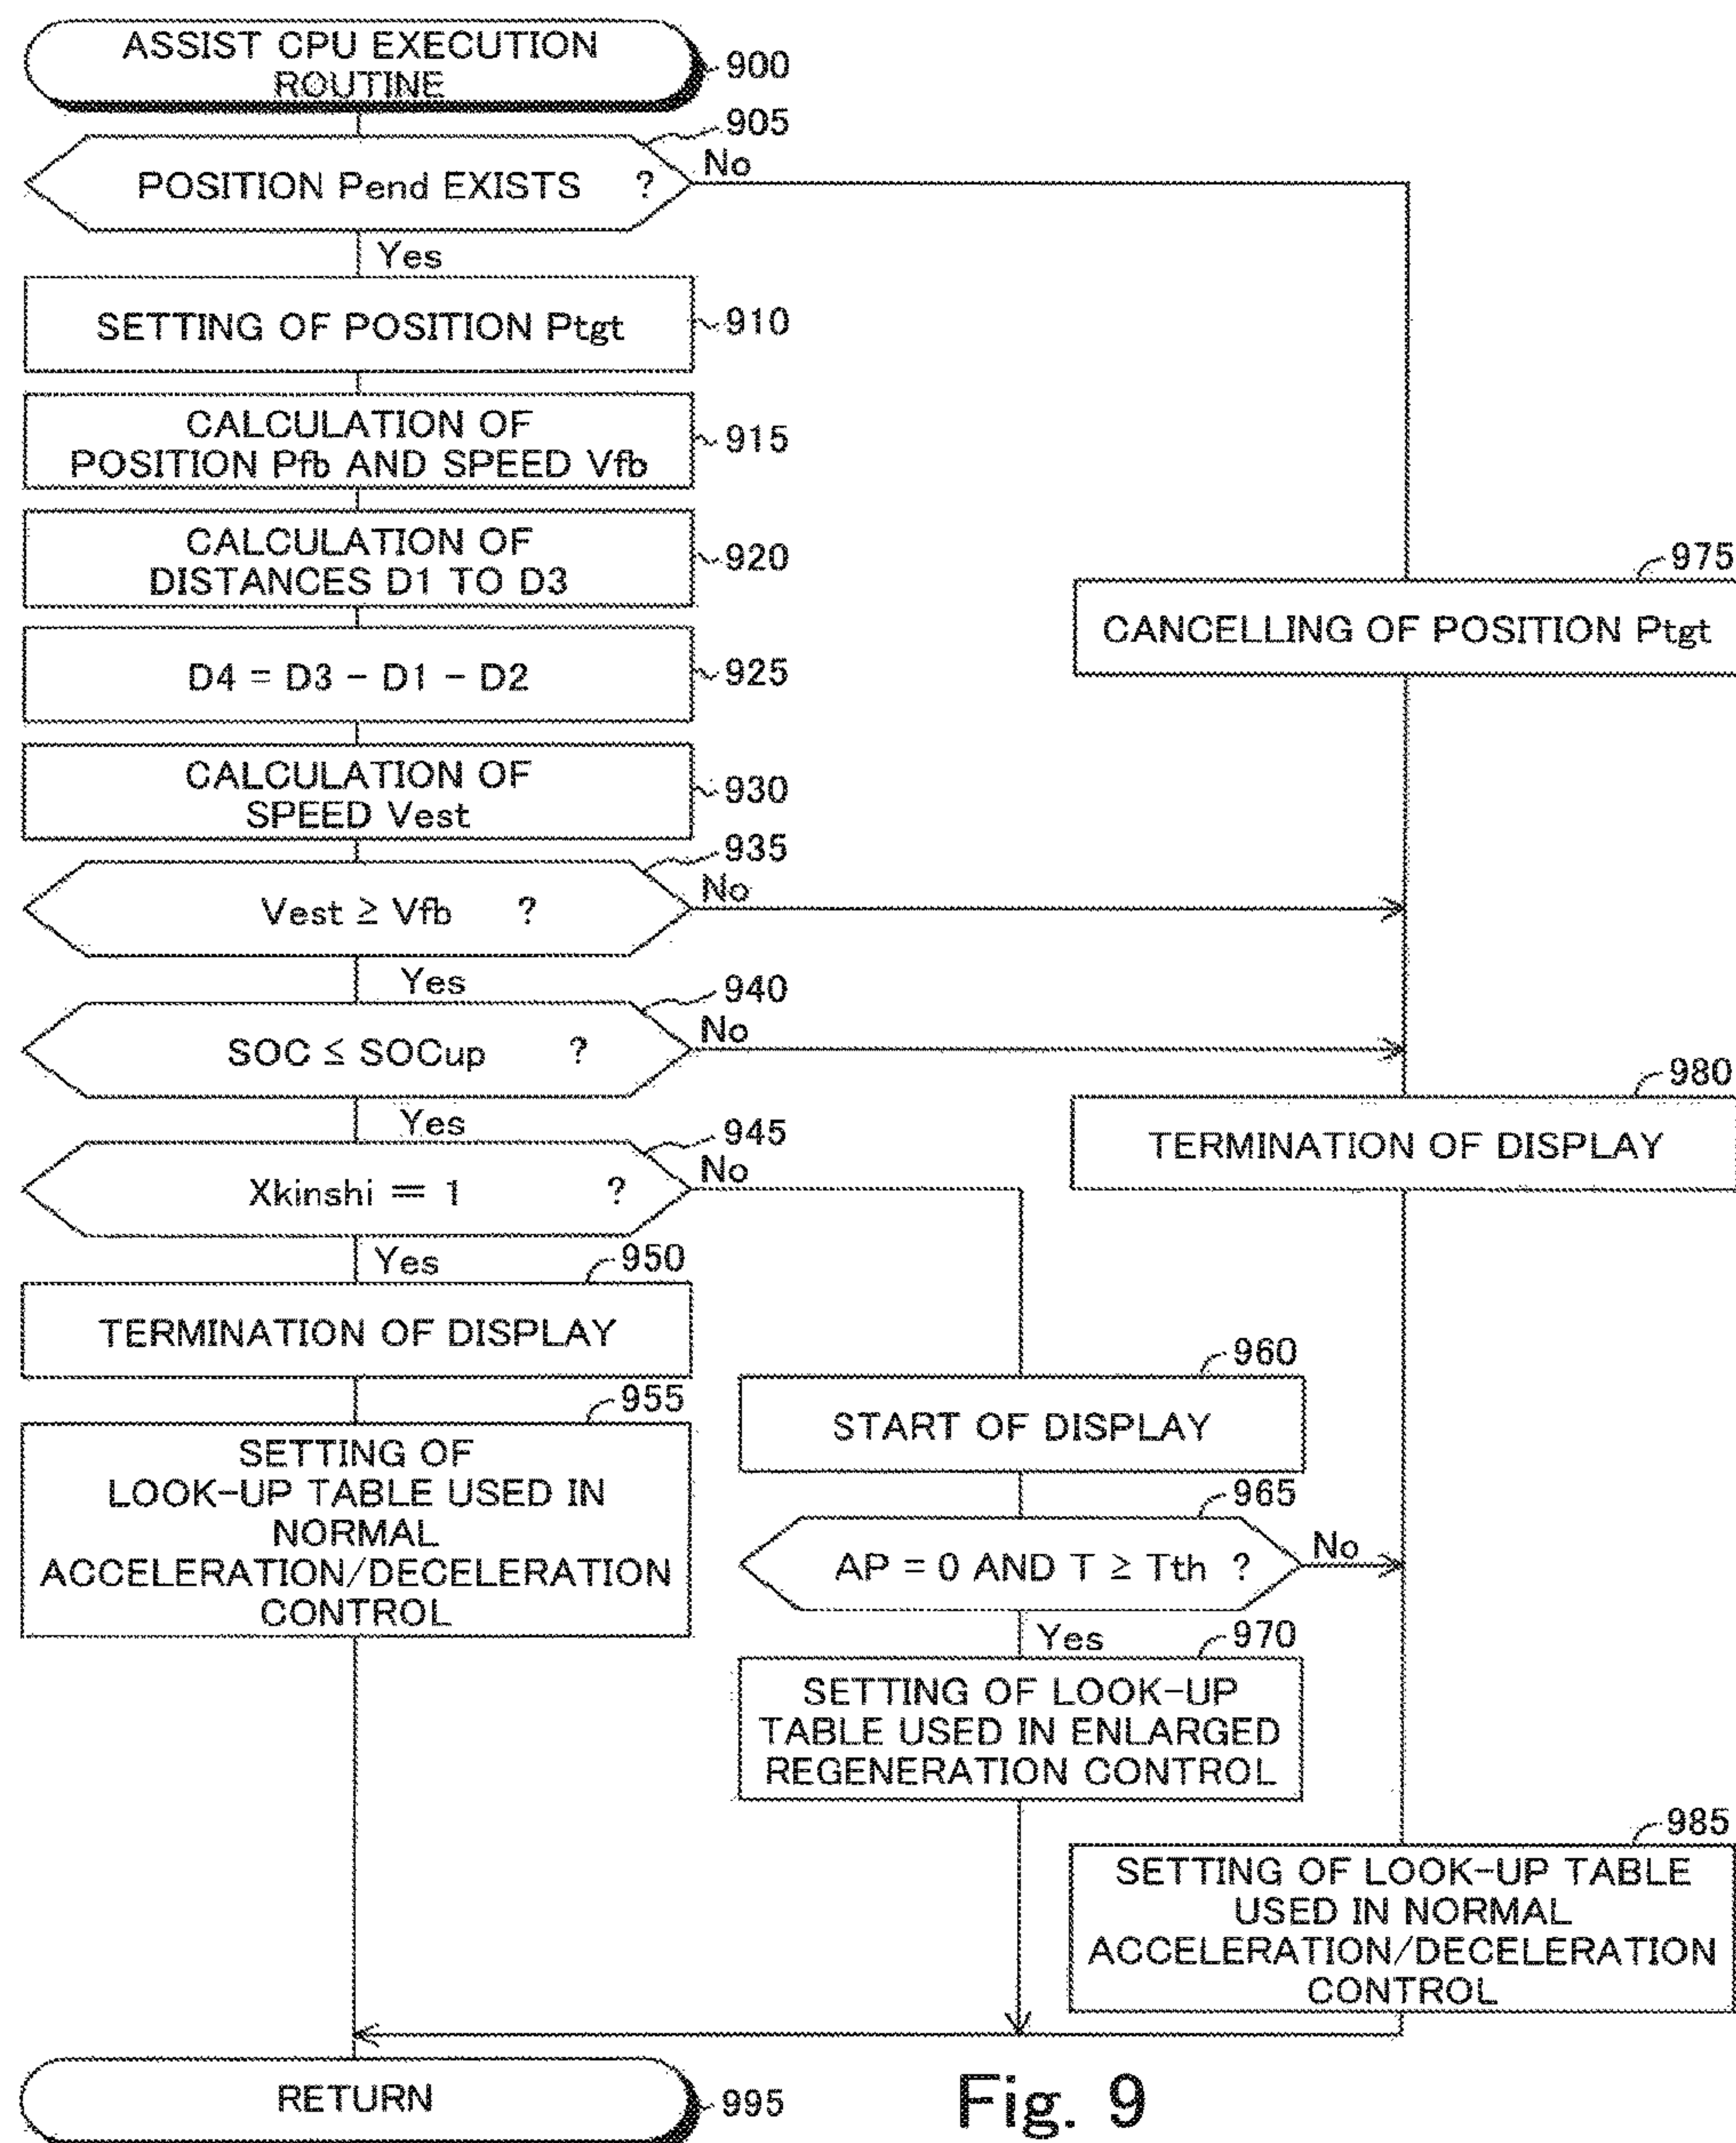 ASSIST CPU EXECUTION
ROUTINE
900
905
POSITION Pend EXISTS ?
No
Yes
SETTING OF POSITION Ptgt
910
CALCULATION OF
POSITION Pfb AND SPEED Vfb
915
CALCULATION OF
DISTANCES D1 TO D3
920
975
CANCELLING OF POSITION Ptgt
D4 = D3 - D1 - D2
925
CALCULATION OF
SPEED Vest
930
935
Vest ≥ Vfb ?
No
Yes
940
SOC ≤ SOCup ?
No
Yes
980
TERMINATION OF DISPLAY
945
Xkinshi = 1 ?
No
Yes
950
TERMINATION OF DISPLAY
955
SETTING OF
LOOK-UP TABLE USED IN
NORMAL
ACCELERATION/DECELERATION
CONTROL
960
START OF DISPLAY
965
AP = 0 AND T ≥ Tth ?
No
Yes
970
SETTING OF LOOK-UP
TABLE USED IN ENLARGED
REGENERATION CONTROL
985
SETTING OF LOOK-UP TABLE
USED IN NORMAL
ACCELERATION/DECELERATION
CONTROL
RETURN
995
Fig. 9